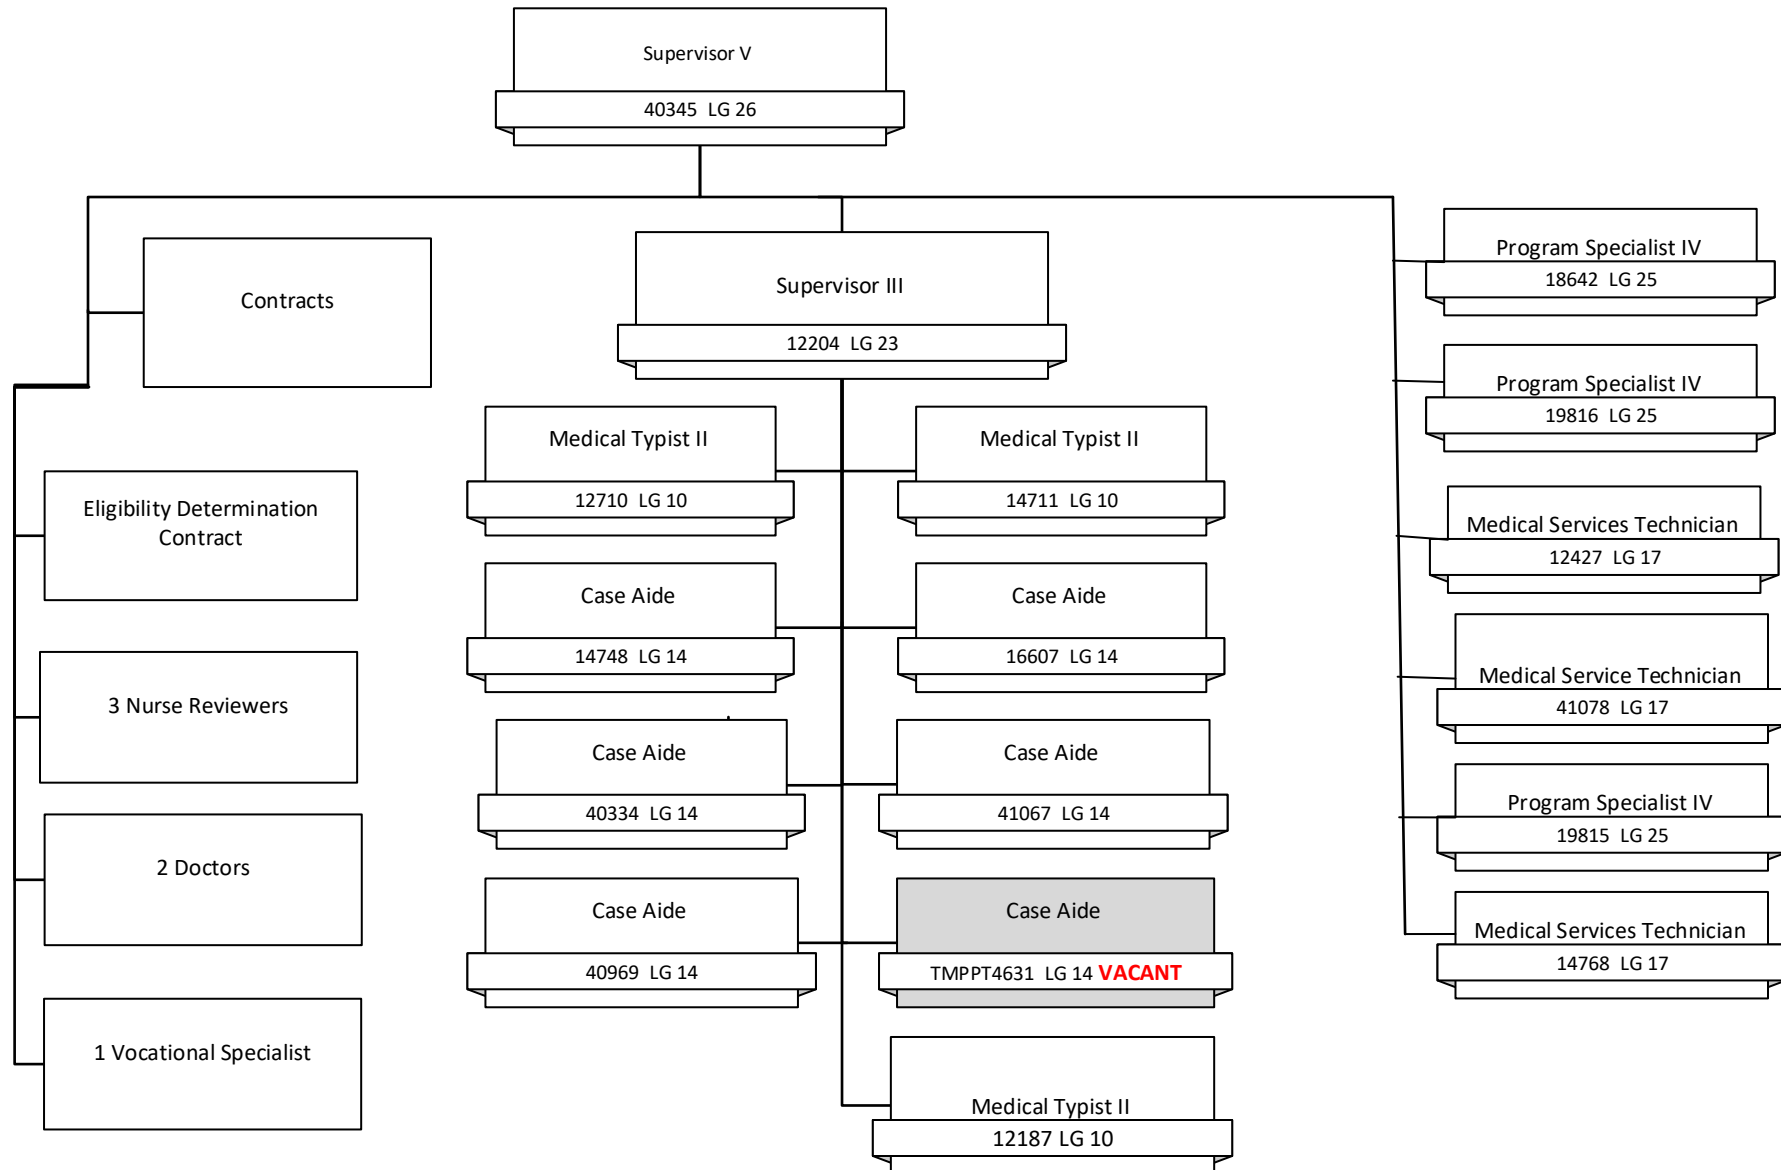 Supervisor V
40345 LG 26
Contracts
Eligibility Determination
Contract
3 Nurse Reviewers
2 Doctors
1 Vocational Specialist
Supervisor III
12204 LG 23
Medical Typist II
12710 LG 10
Medical Typist II
14711 LG 10
Case Aide
14748 LG 14
Case Aide
16607 LG 14
Case Aide
40334 LG 14
Case Aide
41067 LG 14
Case Aide
40969 LG 14
Case Aide
TMPPT4631 LG 14 VACANT
Medical Typist II
12187 LG 10
Program Specialist IV
18642 LG 25
Program Specialist IV
19816 LG 25
Medical Services Technician
12427 LG 17
Medical Service Technician
41078 LG 17
Program Specialist IV
19815 LG 25
Medical Services Technician
14768 LG 17